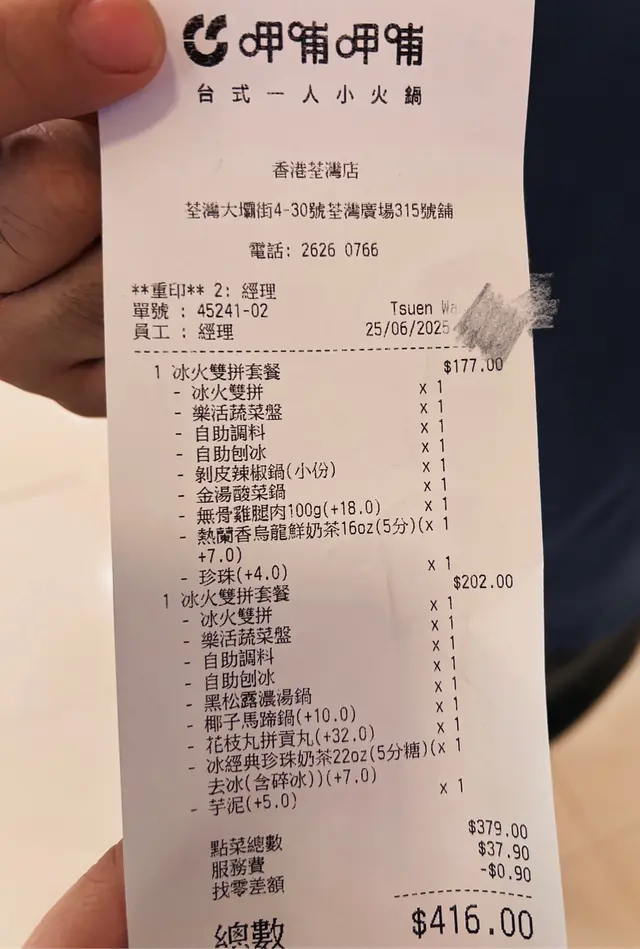 呷哺呷哺
台式一人小火鍋
香港荃灣店
荃灣大壩街4-30號荃灣廣場315號舖
電話: 2626 0766
**重印** 2: 經理
單號 : 45241-02 Tsuen
員工 : 經理 25/06/2025
1 冰火雙拼套餐 $177.00
- 冰火雙拼 x 1
- 樂活蔬菜盤 x 1
- 自助調料 x 1
- 自助刨冰 x 1
- 剝皮辣椒鍋(小份) x 1
- 金湯酸菜鍋 x 1
- 無骨雞腿肉100g(+18.0) x 1
- 熱蘭香烏龍鮮奶茶16oz(5分)(x 1
+7.0)
- 珍珠(+4.0) x 1
1 冰火雙拼套餐 $202.00
- 冰火雙拼 x 1
- 樂活蔬菜盤 x 1
- 自助調料 x 1
- 自助刨冰 x 1
- 黑松露濃湯鍋 x 1
- 椰子馬蹄鍋(+10.0) x 1
- 花枝丸拼貢丸(+32.0) x 1
- 冰經典珍珠奶茶22oz(5分糖)(x 1
去冰(含碎冰))(+7.0)
- 芋泥(+5.0) x 1
點菜總數 $379.00
服務費 $37.90
找零差額 -$0.90
總數 $416.00